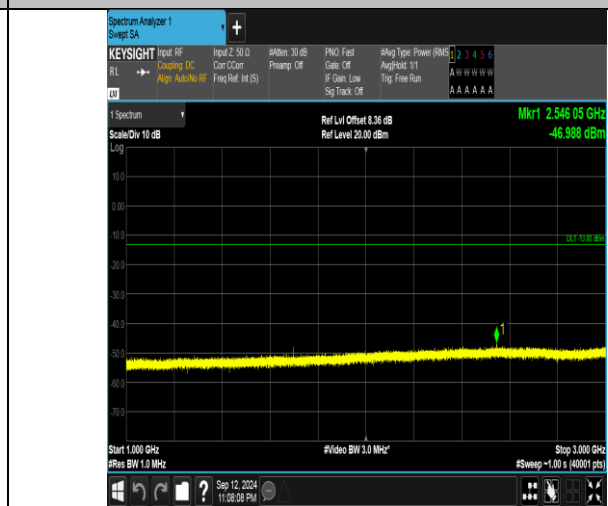 Spectrum Analyzer 1
Swept SA
+
KEYSIGHT
RL
Input: RF
Coupling: DC
Align: Auto/No RF
Input Z: 50 Ω
Corr CCorr
Freq Ref: Int (S)
#Atten: 30 dB
Preamp: Off
PNO: Fast
Gate: Off
IF Gain: Low
Sig Track: Off
#Avg Type: Power (RMS
Avg|Hold: 1/1
Trig: Free Run
1 2 3 4 5 6
A W W W W W
A A A A A A
1 Spectrum
Scale/Div 10 dB
Ref Lvl Offset 8.36 dB
Ref Level 20.00 dBm
Mkr1 2.546 05 GHz
-46.988 dBm
Log
10.0
0.00
-10.0
DL1 -13.00 dBm
-20.0
-30.0
-40.0
1
-50.0
-60.0
-70.0
Start 1.000 GHz
#Res BW 1.0 MHz
#Video BW 3.0 MHz*
Stop 3.000 GHz
#Sweep ~1.00 s (40001 pts)
?
Sep 12, 2024
11:08:08 PM